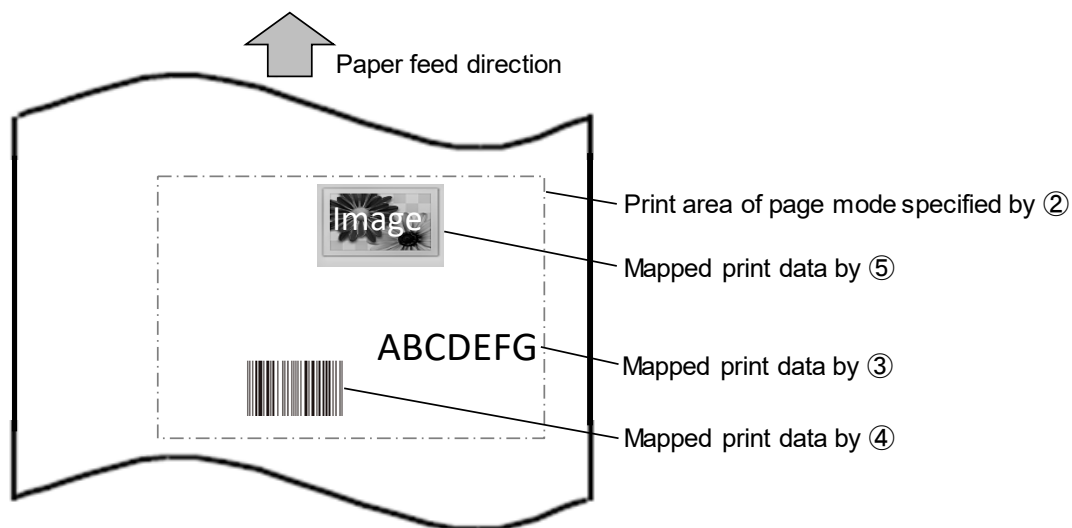 Paper feed direction
Print area of page mode specified by ②
Image
Mapped print data by ⑤
ABCDEFG
Mapped print data by ③
Mapped print data by ④